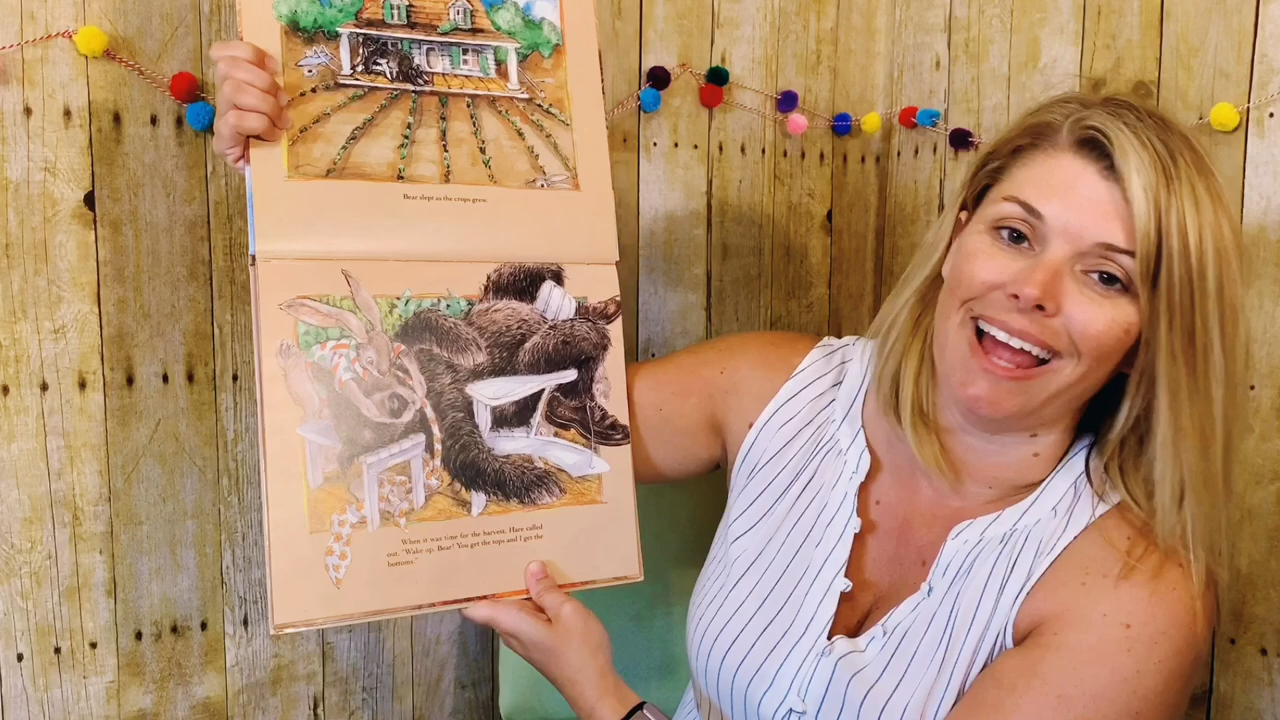 Bear slept as the crops grew.
When it was time for the harvest, Hare called
out, "Wake up, Bear! You get the tops and I get the
bottoms."